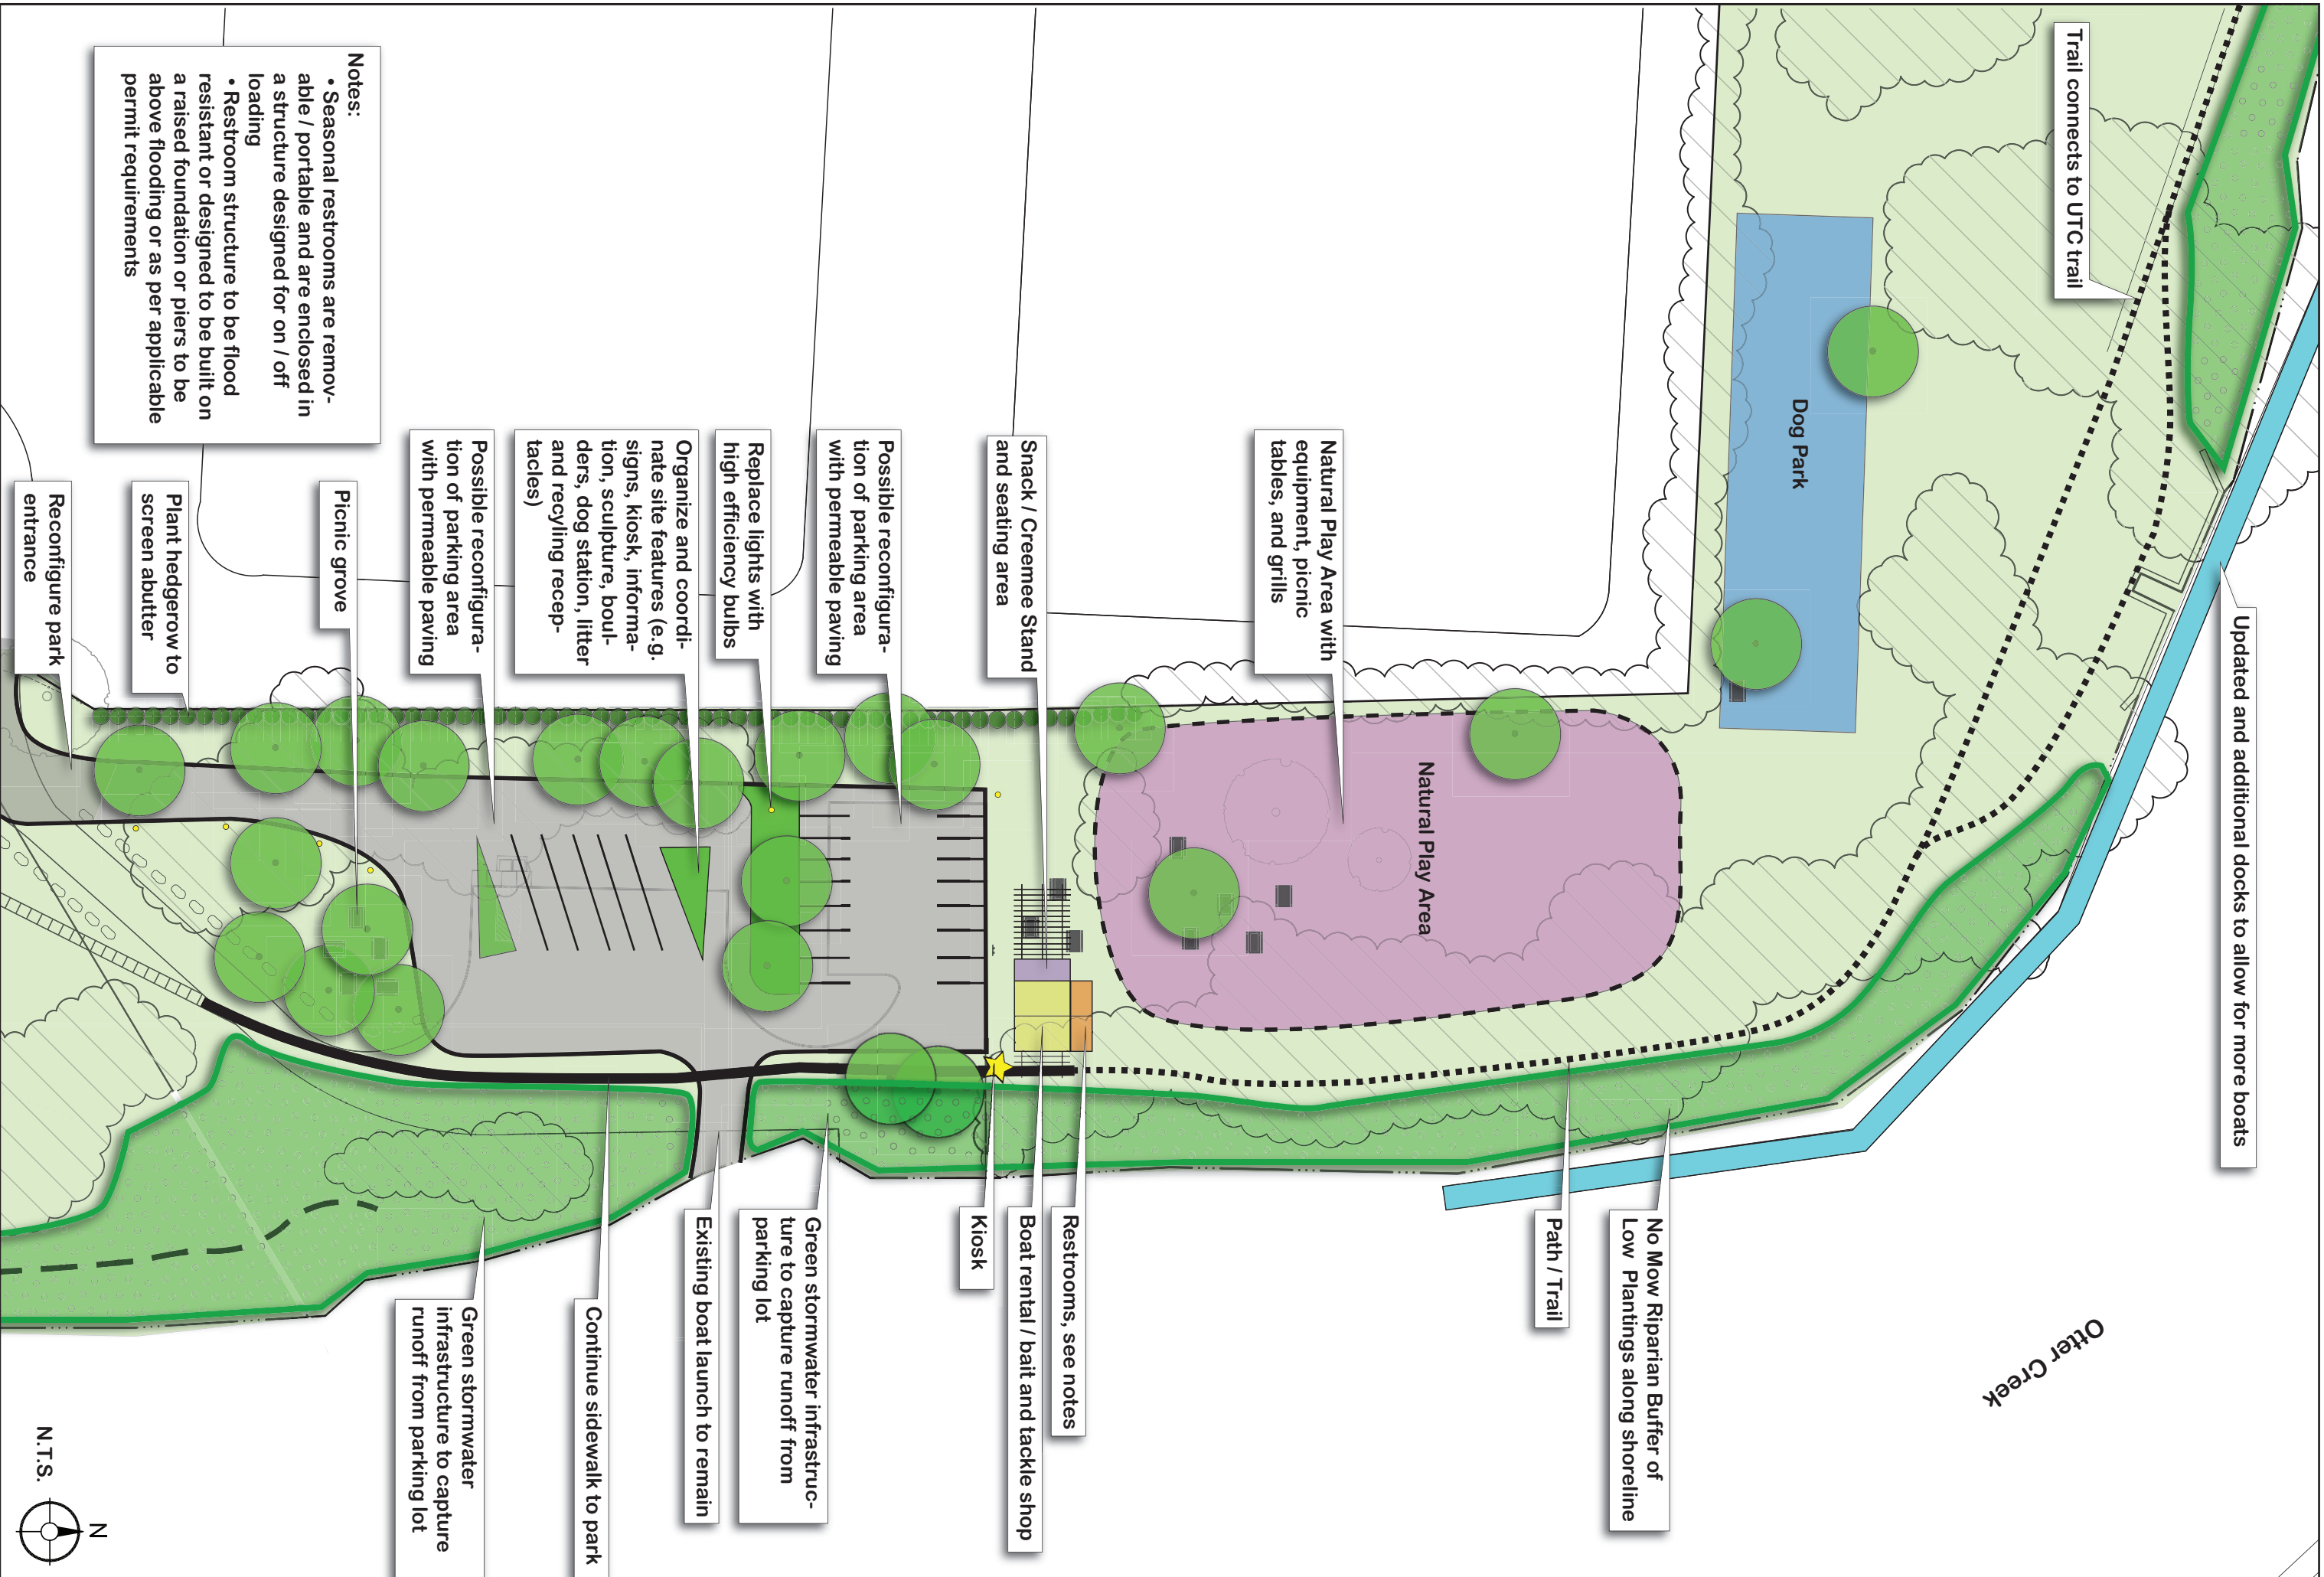 Updated and additional docks to allow for more boats
Trail connects to UTC trail
Otter Creek
Dog Park
No Mow Riparian Buffer of
Low Plantings along shoreline
Path / Trail
Natural Play Area
Natural Play Area with
equipment, picnic
tables, and grills
Restrooms, see notes
Boat rental / bait and tackle shop
Snack / Creemee Stand
and seating area
Kiosk
Possible reconfigura-
tion of parking area
with permeable paving
Green stormwater infrastruc-
ture to capture runoff from
parking lot
Replace lights with
high efficiency bulbs
Existing boat launch to remain
Organize and coordi-
nate site features (e.g.
signs, kiosk, informa-
tion, sculpture, boul-
ders, dog station, litter
and recyling recep-
tacles)
Continue sidewalk to park
Possible reconfigura-
tion of parking area
with permeable paving
Green stormwater
infrastructure to capture
runoff from parking lot
Picnic grove
Plant hedgerow to
screen abutter
Reconfigure park
entrance
Notes:
• Seasonal restrooms are remov-
able / portable and are enclosed in
a structure designed for on / off
loading
• Restroom structure to be flood
resistant or designed to be built on
a raised foundation or piers to be
above flooding or as per applicable
permit requirements
N.T.S.
N